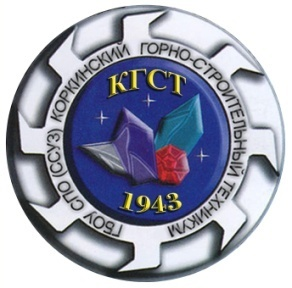 ГБОУ СПО (ССУЗ) КОРКИНСКИЙ ГОРНО-СТРОИТЕЛЬНЫЙ ТЕХНИКУМ
КГСТ
1943